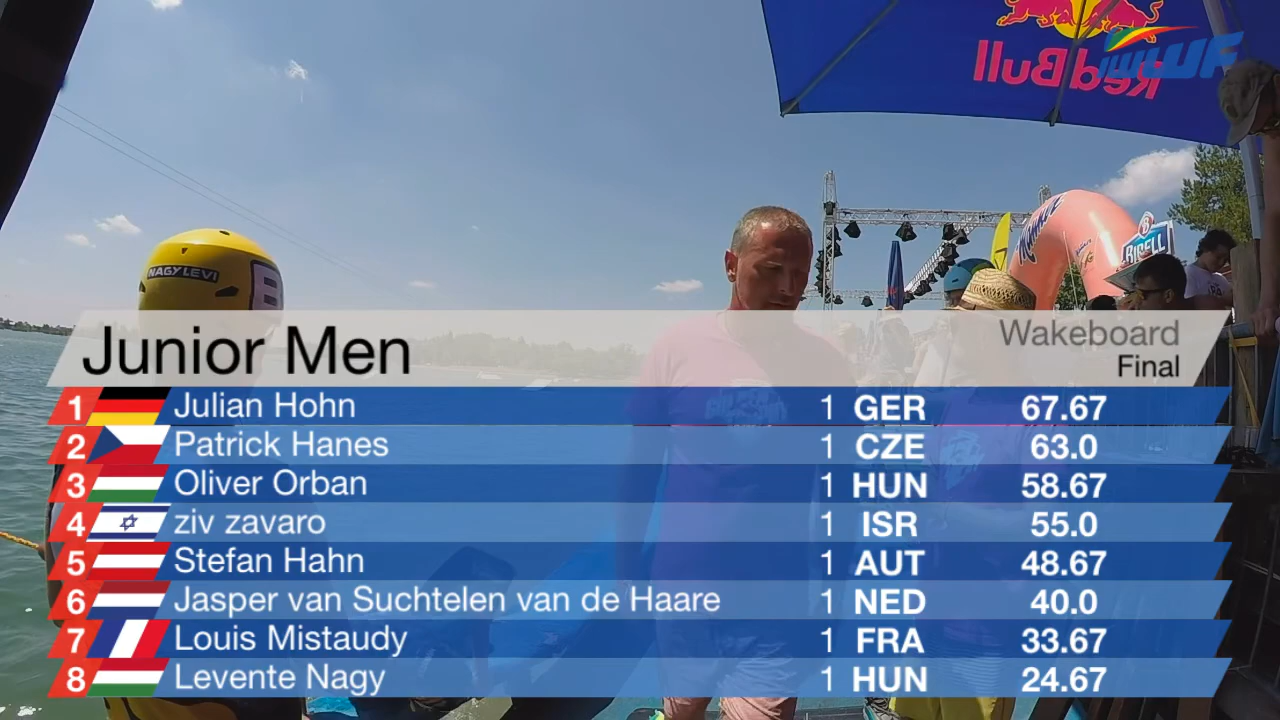 RedBull
IWWF
NAGY LEVI
BIRELL
Junior Men
Wakeboard
Final
1 Julian Hohn 1 GER 67.67
2 Patrick Hanes 1 CZE 63.0
3 Oliver Orban 1 HUN 58.67
4 ziv zavaro 1 ISR 55.0
5 Stefan Hahn 1 AUT 48.67
6 Jasper van Suchtelen van de Haare 1 NED 40.0
7 Louis Mistaudy 1 FRA 33.67
8 Levente Nagy 1 HUN 24.67